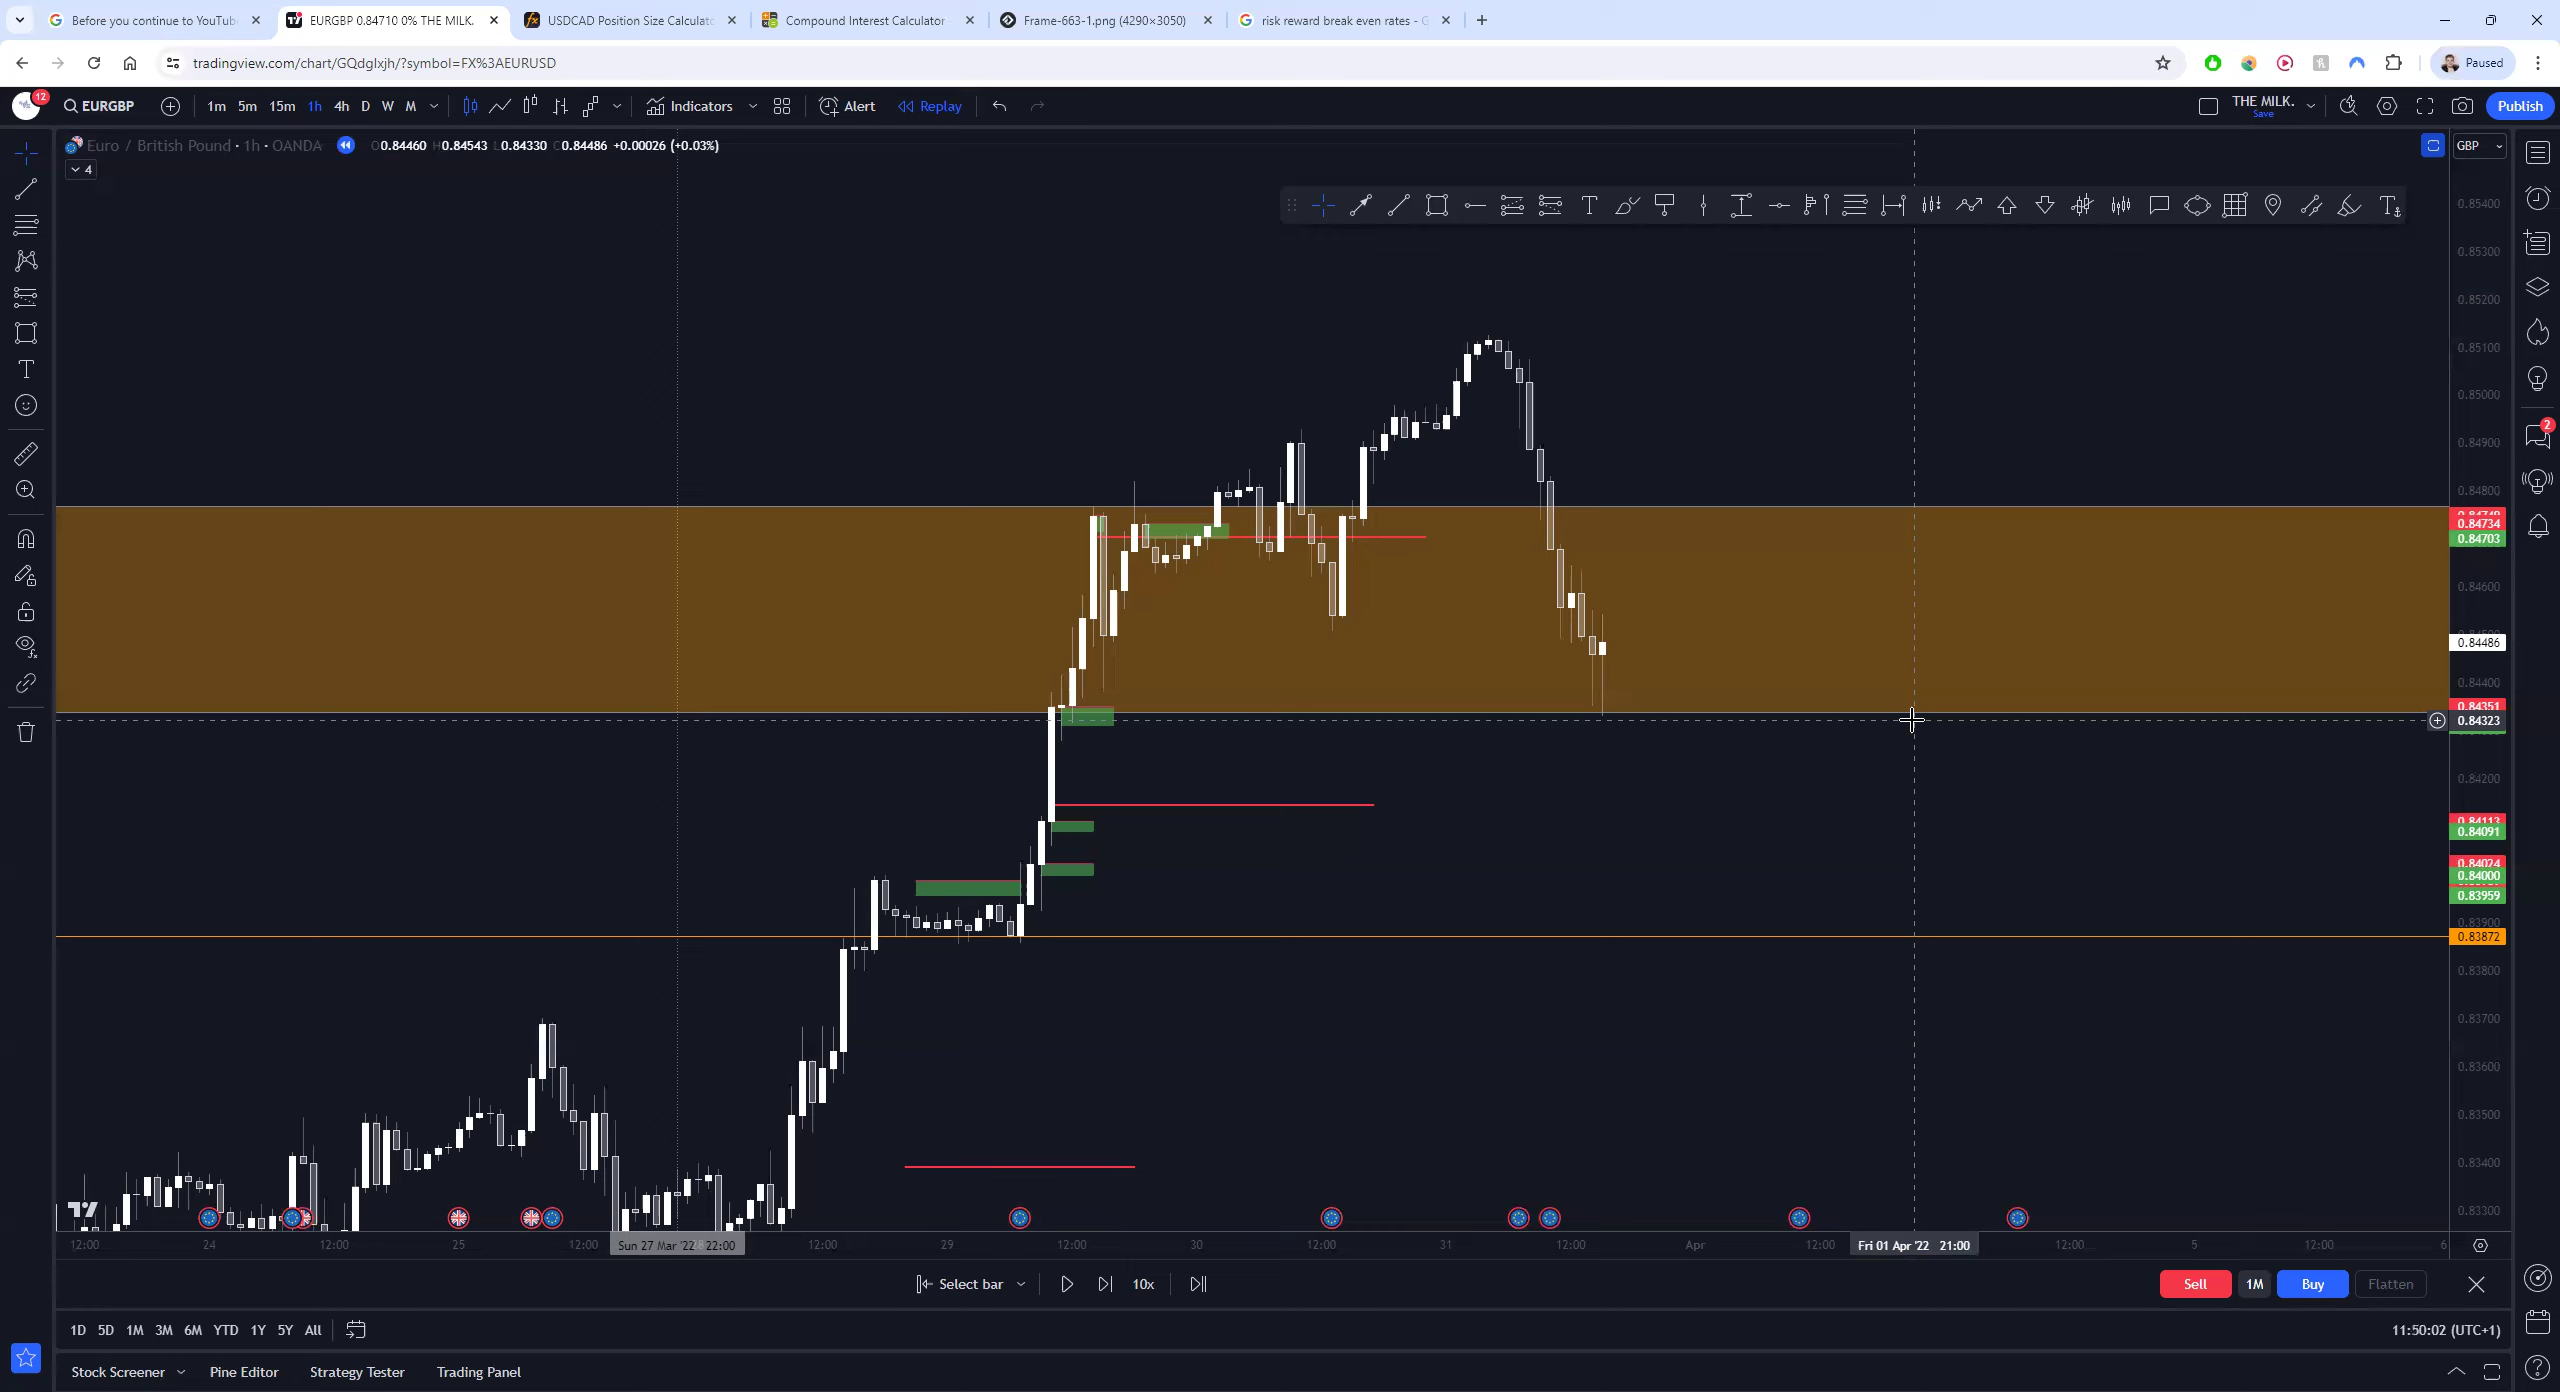 Before you continue to YouTub
EURGBP 0.84710 0% THE MILK.
USDCAD Position Size Calculato
Compound Interest Calculator
Frame-663-1.png (4290×3050)
risk reward break even rates - G
tradingview.com/chart/GQdglxjh/?symbol=FX%3AEURUSD
Paused
12
EURGBP
1m 5m 15m 1h 4h D W M
Indicators
Alert
Replay
THE MILK.
Save
Publish
Euro / British Pound · 1h · OANDA
O0.84460 H0.84543 L0.84330 C0.84486 +0.00026 (+0.03%)
GBP
4
0.85400
0.85300
0.85200
0.85100
0.85000
0.84900
0.84800
0.84734
0.84703
0.84600
0.84486
0.84400
0.84351
0.84323
0.84200
0.84113
0.84091
0.84024
0.84000
0.83959
0.83900
0.83872
0.83800
0.83700
0.83600
0.83500
0.83400
0.83300
2
12:00 24 12:00 25 12:00 Sun 27 Mar '22 22:00 12:00 29 12:00 30 12:00 31 12:00 Apr 12:00 Fri 01 Apr '22 21:00 12:00 5 12:00 6
Select bar
10x
Sell 1M Buy Flatten
1D 5D 1M 3M 6M YTD 1Y 5Y All
11:50:02 (UTC+1)
Stock Screener Pine Editor Strategy Tester Trading Panel